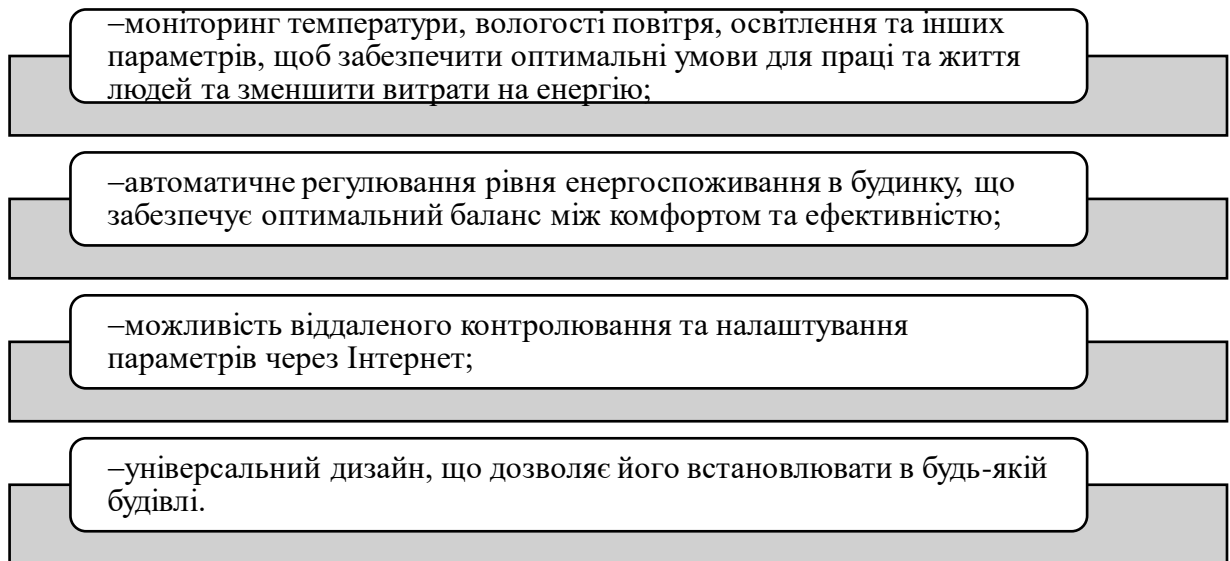 –моніторинг температури, вологості повітря, освітлення та інших
параметрів, щоб забезпечити оптимальні умови для праці та життя
людей та зменшити витрати на енергію;
–автоматичне регулювання рівня енергоспоживання в будинку, що
забезпечує оптимальний баланс між комфортом та ефективністю;
–можливість віддаленого контролювання та налаштування
параметрів через Інтернет;
–універсальний дизайн, що дозволяє його встановлювати в будь-якій
будівлі.